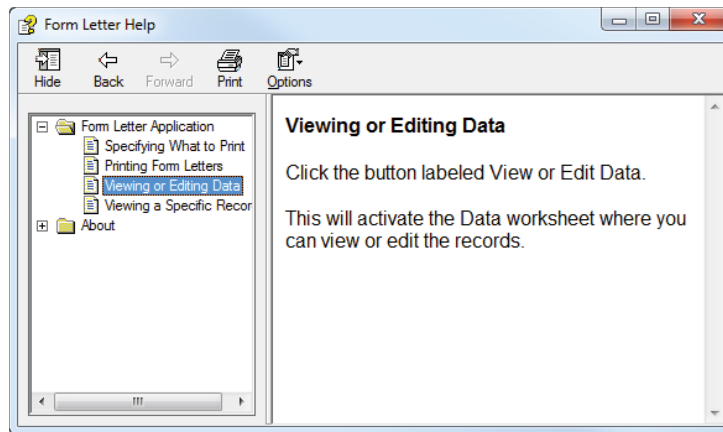 Form Letter Help
Hide Back Forward Print Options
Form Letter Application
Specifying What to Print
Printing Form Letters
Viewing or Editing Data
Viewing a Specific Recor
About
Viewing or Editing Data
Click the button labeled View or Edit Data.
This will activate the Data worksheet where you
can view or edit the records.